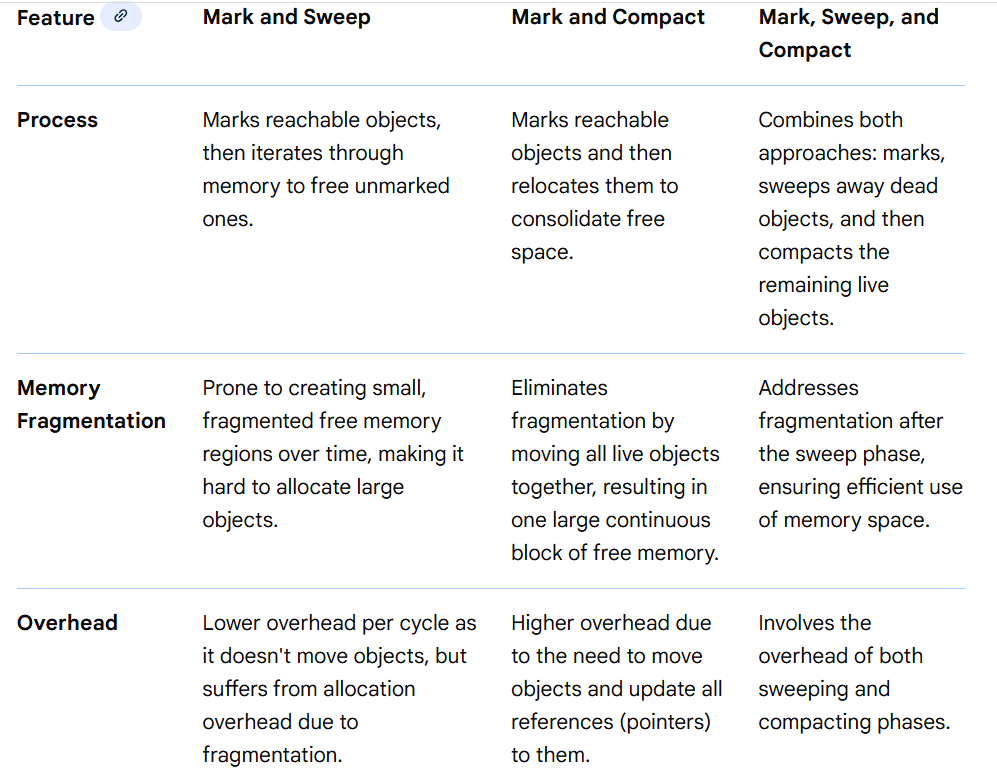 Feature
Mark and Sweep
Mark and Compact
Mark, Sweep, and
Compact
Process
Marks reachable objects,
then iterates through
memory to free unmarked
ones.
Marks reachable
objects and then
relocates them to
consolidate free
space.
Combines both
approaches: marks,
sweeps away dead
objects, and then
compacts the
remaining live
objects.
Memory
Fragmentation
Prone to creating small,
fragmented free memory
regions over time, making it
hard to allocate large
objects.
Eliminates
fragmentation by
moving all live objects
together, resulting in
one large continuous
block of free memory.
Addresses
fragmentation after
the sweep phase,
ensuring efficient use
of memory space.
Overhead
Lower overhead per cycle as
it doesn't move objects, but
suffers from allocation
overhead due to
fragmentation.
Higher overhead due
to the need to move
objects and update all
references (pointers)
to them.
Involves the
overhead of both
sweeping and
compacting phases.